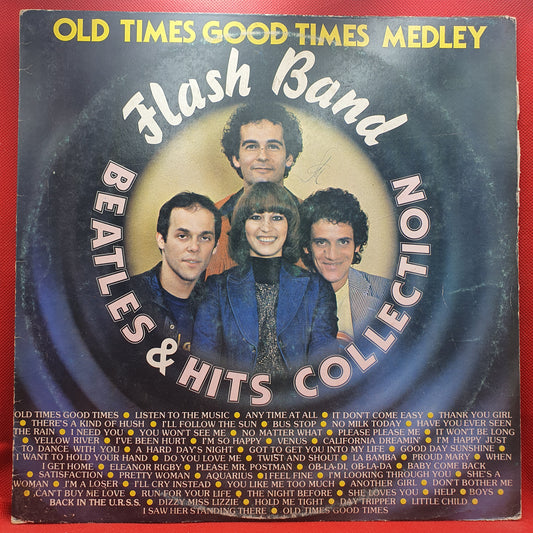 OLD TIMES GOOD TIMES MEDLEY
Flash Band
BEATLES & HITS COLLECTION
OLD TIMES GOOD TIMES ● LISTEN TO THE MUSIC ● ANY TIME AT ALL ● IT DON'T COME EASY ● THANK YOU GIRL
● THERE'S A KIND OF HUSH ● I'LL FOLLOW THE SUN ● BUS STOP ● NO MILK TODAY ● HAVE YOU EVER SEEN
THE RAIN ● I NEED YOU ● YOU WON'T SEE ME ● NO MATTER WHAT ● PLEASE PLEASE ME ● IT WON'T BE LONG
● YELLOW RIVER ● I'VE BEEN HURT ● I'M SO HAPPY ● VENUS ● CALIFORNIA DREAMIN' ● I'M HAPPY JUST
TO DANCE WITH YOU ● A HARD DAY'S NIGHT ● GOT TO GET YOU INTO MY LIFE ● GOOD DAY SUNSHINE ●
I WANT TO HOLD YOUR HAND ● DO YOU LOVE ME ● TWIST AND SHOUT ● LA BAMBA ● PROUD MARY ● WHEN
I GET HOME ● ELEANOR RIGBY ● PLEASE MR. POSTMAN ● OB-LA-DI, OB-LA-DA ● BABY COME BACK
● SATISFACTION ● PRETTY WOMAN ● AQUARIUS ● I FEEL FINE ● I'M LOOKING THROUGH YOU ● SHE'S A
WOMAN ● I'M A LOSER ● I'LL CRY INSTEAD ● YOU LIKE ME TOO MUCH ● ANOTHER GIRL ● DON'T BOTHER ME
● CAN'T BUY ME LOVE ● RUN FOR YOUR LIFE ● THE NIGHT BEFORE ● SHE LOVES YOU ● HELP ● BOYS ●
BACK IN THE U.R.S.S. ● DIZZY MISS LIZZIE ● HOLD ME TIGHT ● DAY TRIPPER ● LITTLE CHILD ●
I SAW HER STANDING THERE ● OLD TIMES GOOD TIMES